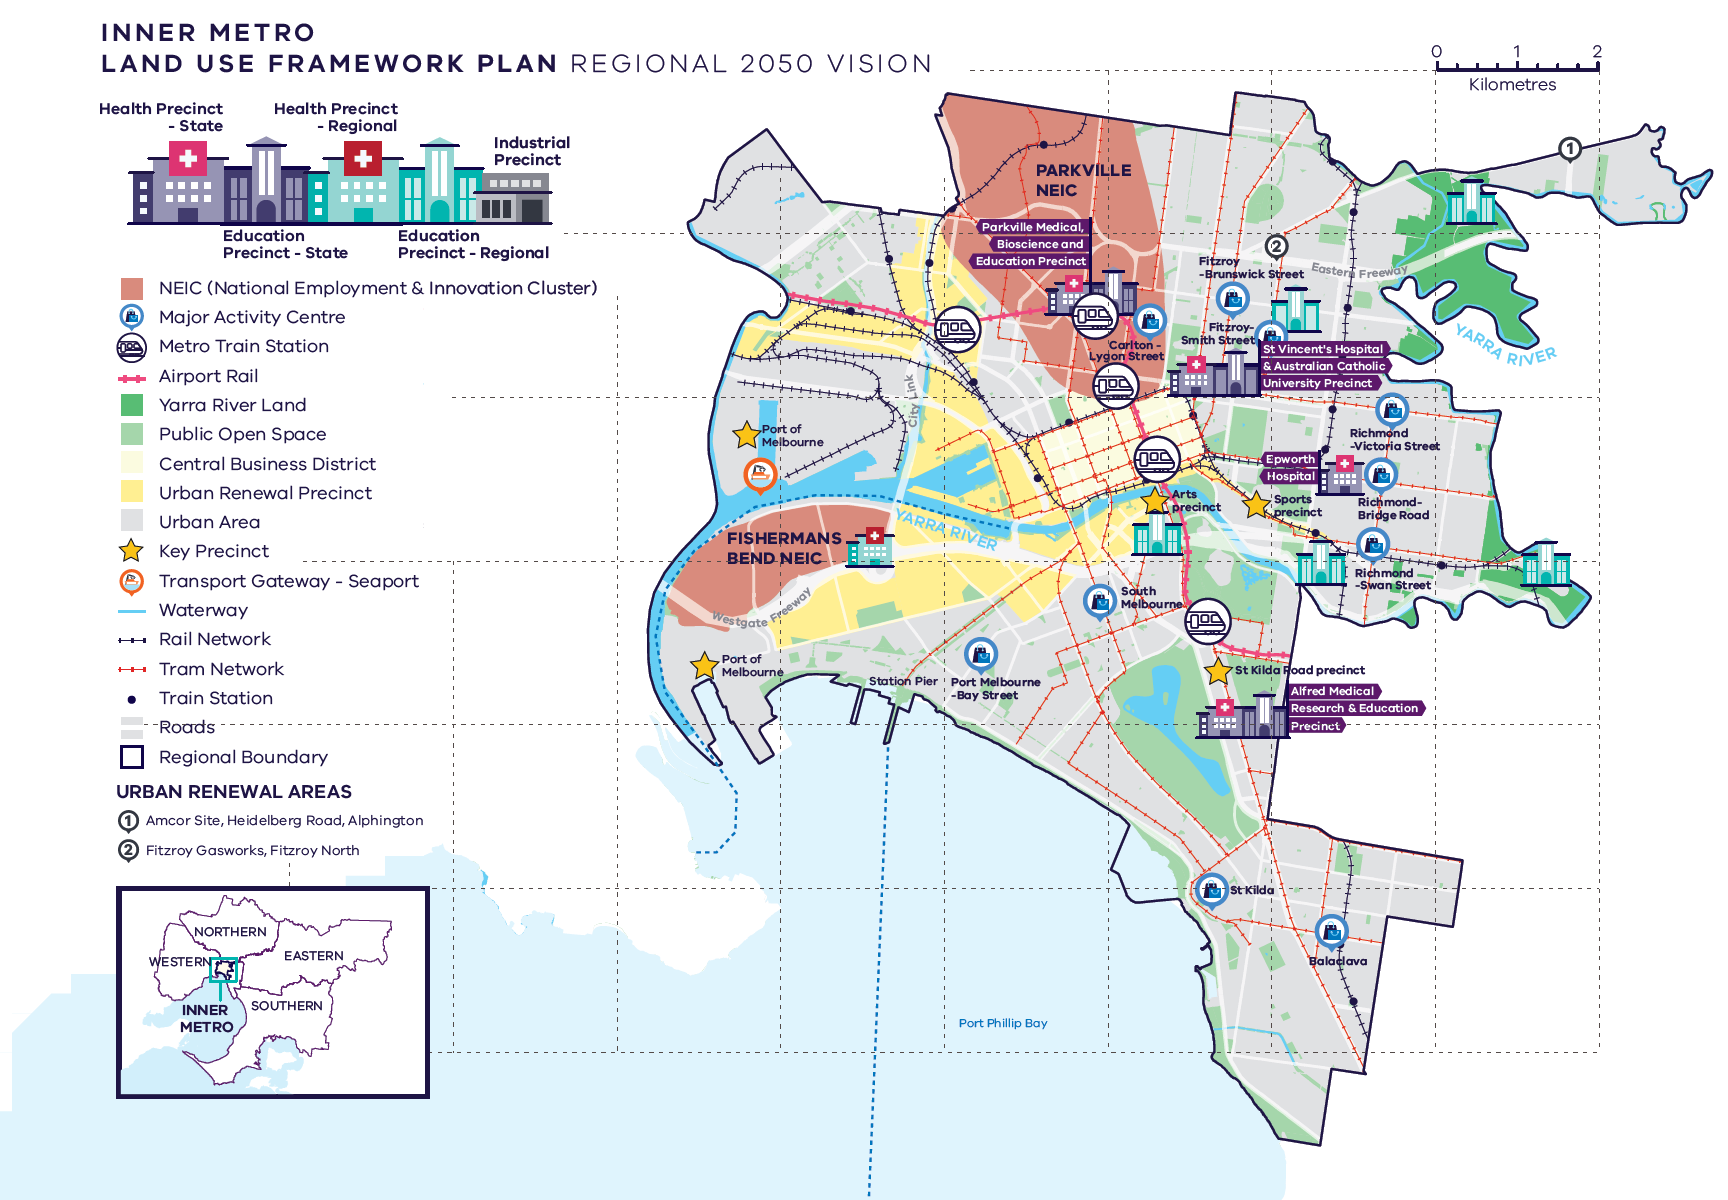 INNER METRO
LAND USE FRAMEWORK PLAN REGIONAL 2050 VISION
0 1 2
Kilometres
Health Precinct
- State
Health Precinct
- Regional
Industrial
Precinct
Education
Precinct - State
Education
Precinct - Regional
NEIC (National Employment & Innovation Cluster)
Major Activity Centre
Metro Train Station
Airport Rail
Yarra River Land
Public Open Space
Central Business District
Urban Renewal Precinct
Urban Area
Key Precinct
Transport Gateway - Seaport
Waterway
Rail Network
Tram Network
Train Station
Roads
Regional Boundary
URBAN RENEWAL AREAS
1 Amcor Site, Heidelberg Road, Alphington
2 Fitzroy Gasworks, Fitzroy North
NORTHERN
WESTERN
EASTERN
SOUTHERN
INNER
METRO
1
2
PARKVILLE
NEIC
Parkville Medical,
Bioscience and
Education Precinct
Fitzroy
-Brunswick Street
Eastern Freeway
YARRA RIVER
Fitzroy-
Smith Street
Carlton -
Lygon Street
St Vincent's Hospital
& Australian Catholic
University Precinct
City Link
Port of
Melbourne
Richmond
-Victoria Street
Epworth
Hospital
Arts
precinct
Sports
precinct
Richmond-
Bridge Road
YARRA RIVER
FISHERMANS
BEND NEIC
Richmond
-Swan Street
Westgate Freeway
South
Melbourne
Port of
Melbourne
Station Pier
Port Melbourne
-Bay Street
St Kilda Road precinct
Alfred Medical
Research & Education
Precinct
St Kilda
Balaclava
Port Phillip Bay